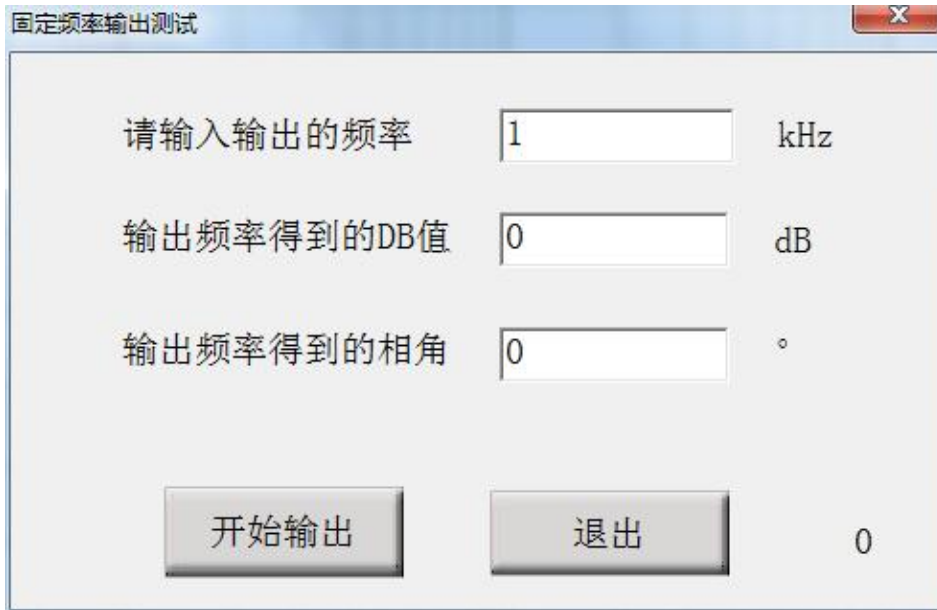 固定频率输出测试
请输入输出的频率 1 kHz
输出频率得到的DB值 0 dB
输出频率得到的相角 0 °
开始输出 退出 0